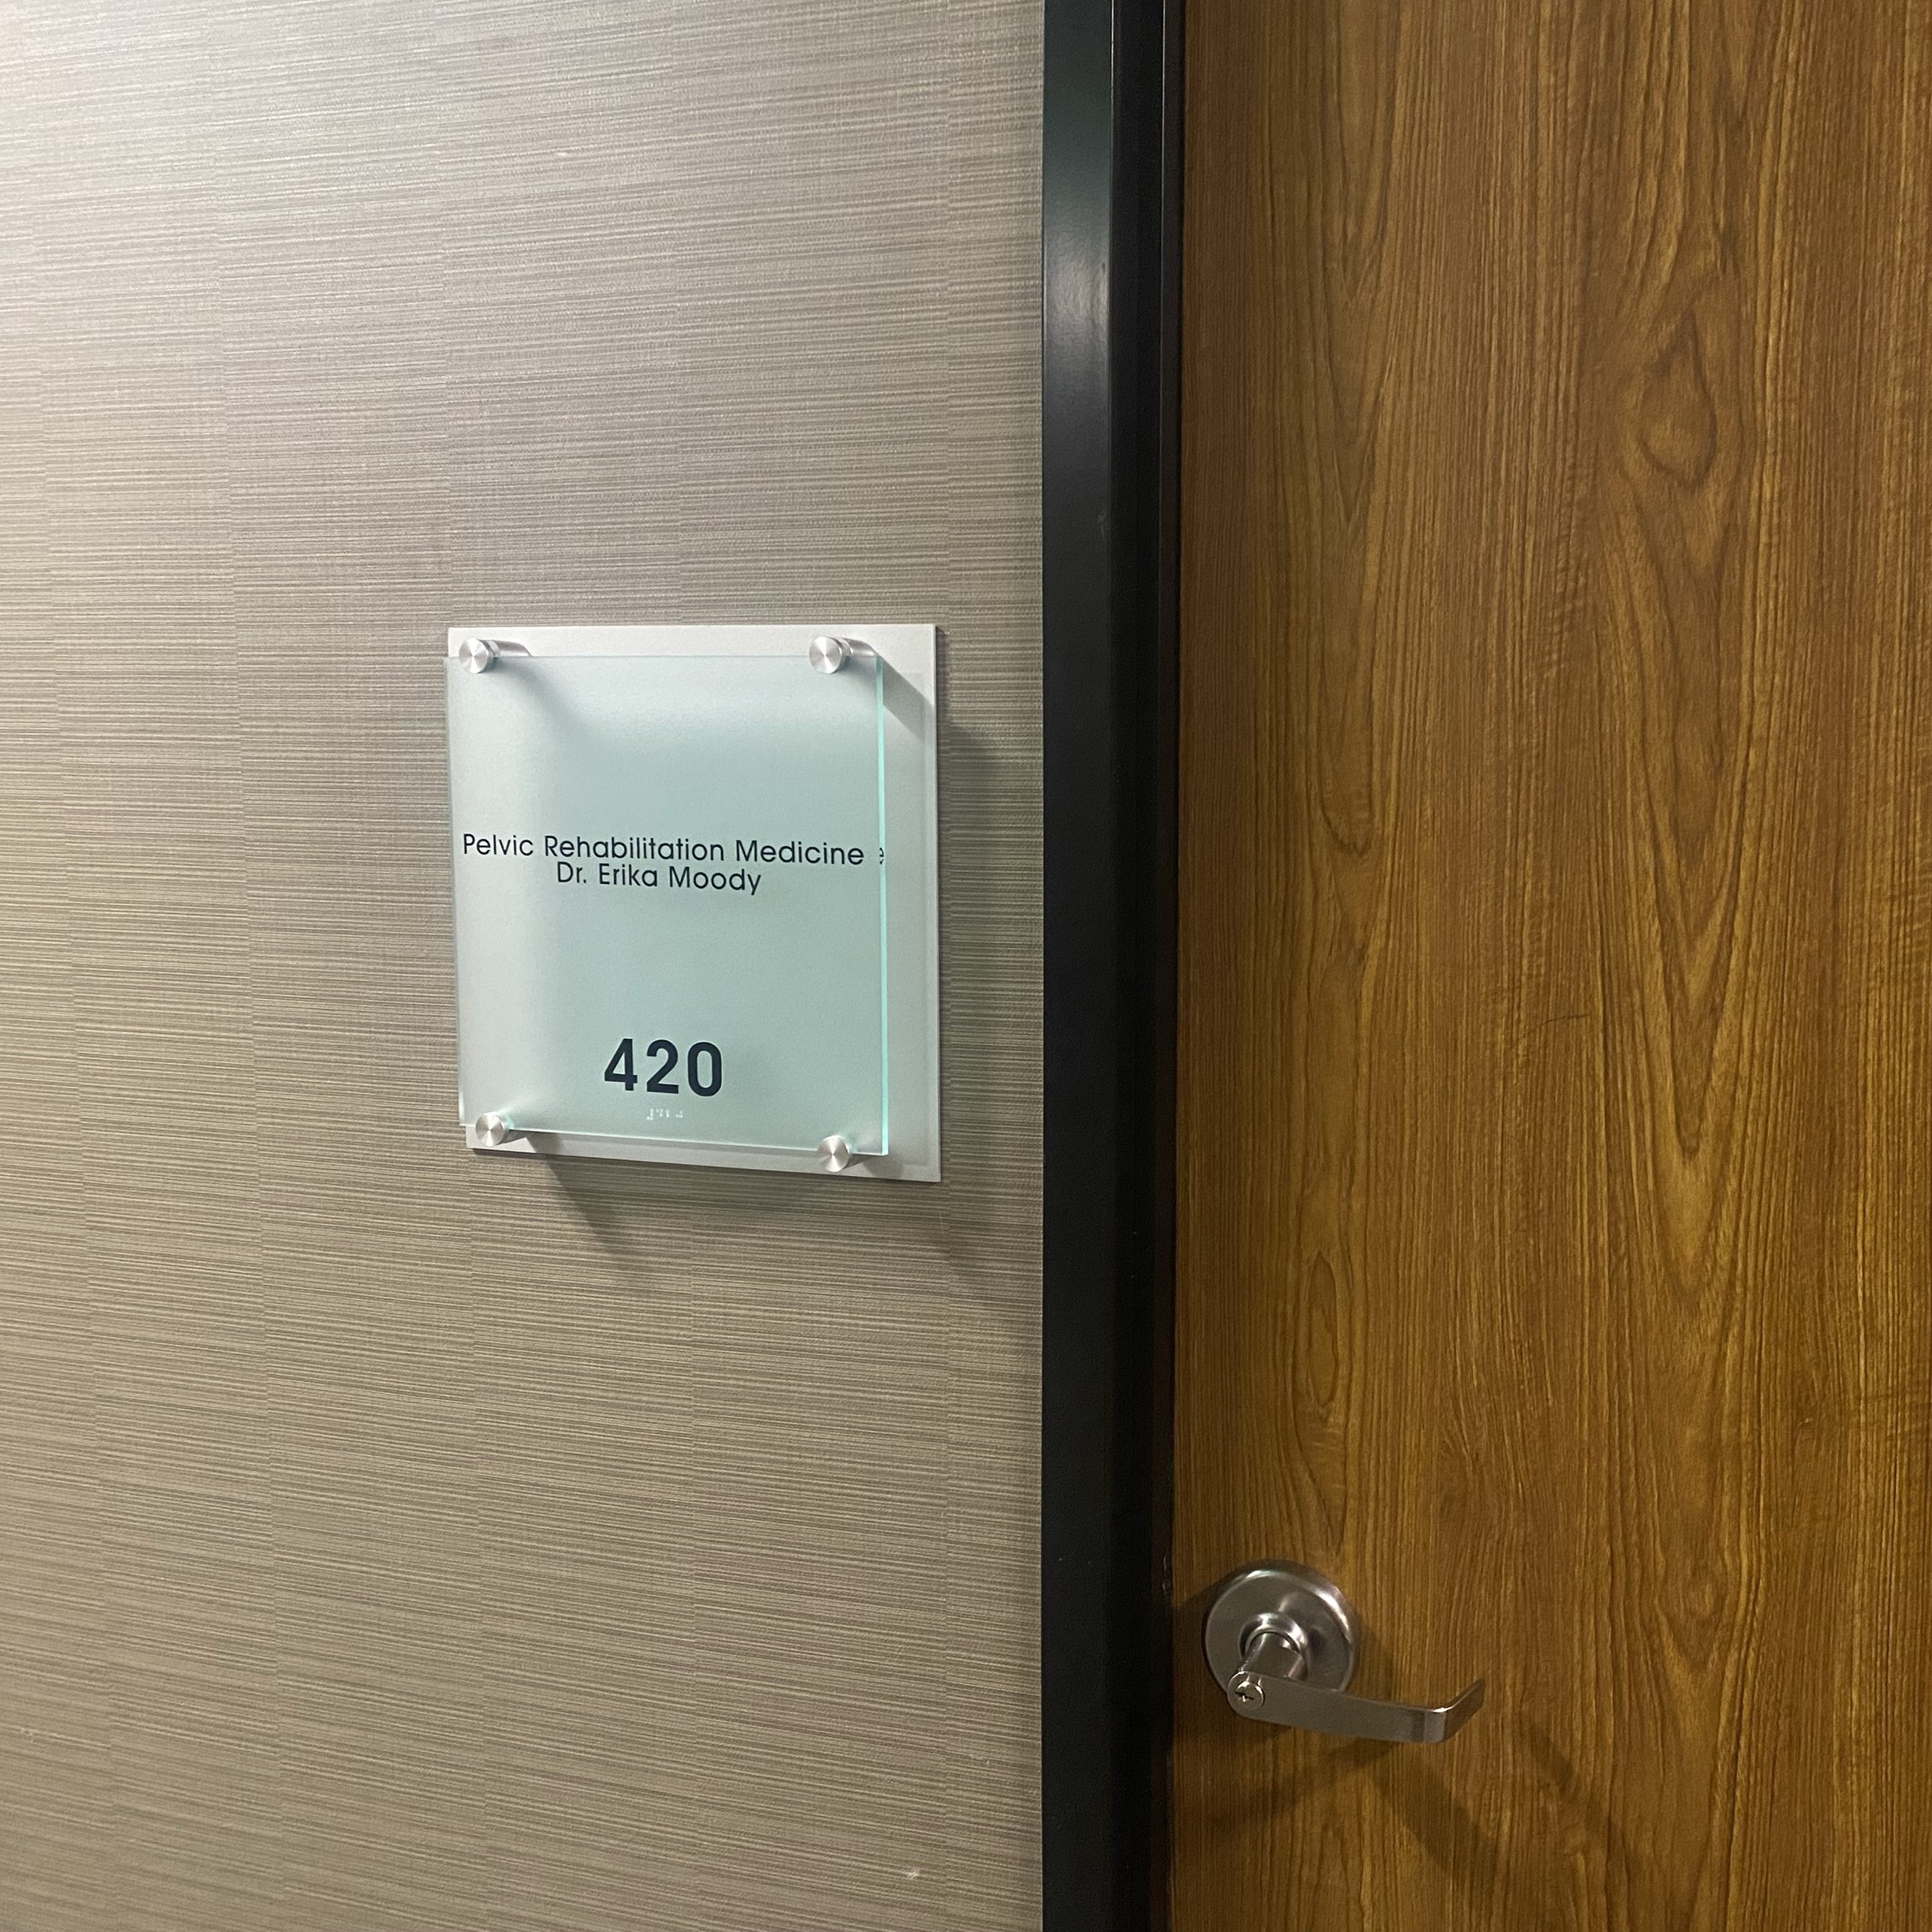 Pelvic Rehabilitation Medicine
Dr. Erika Moody
420